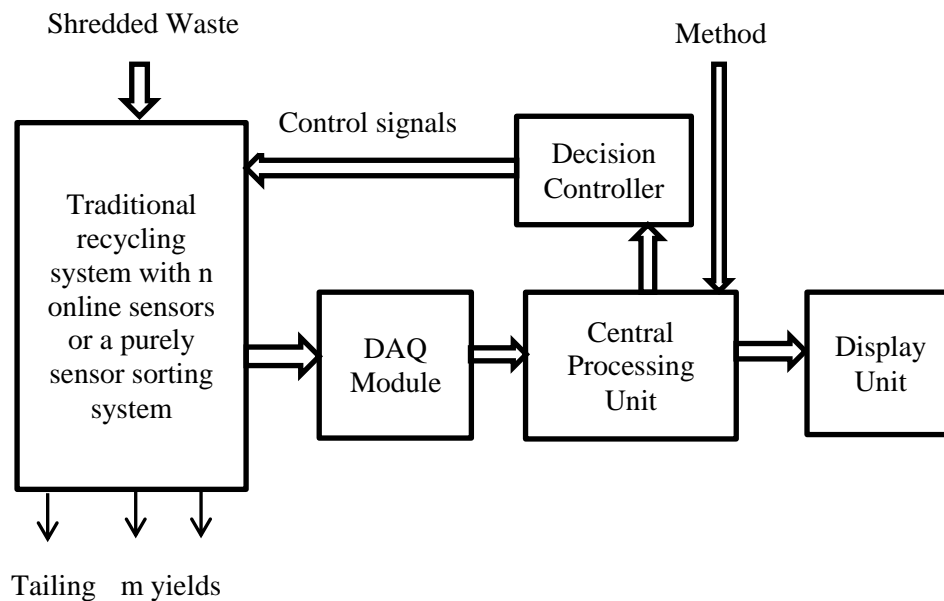 Shredded Waste
Method
Control signals
Decision
Controller
Traditional
recycling
system with n
online sensors
or a purely
sensor sorting
system
DAQ
Module
Central
Processing
Unit
Display
Unit
Tailing m yields